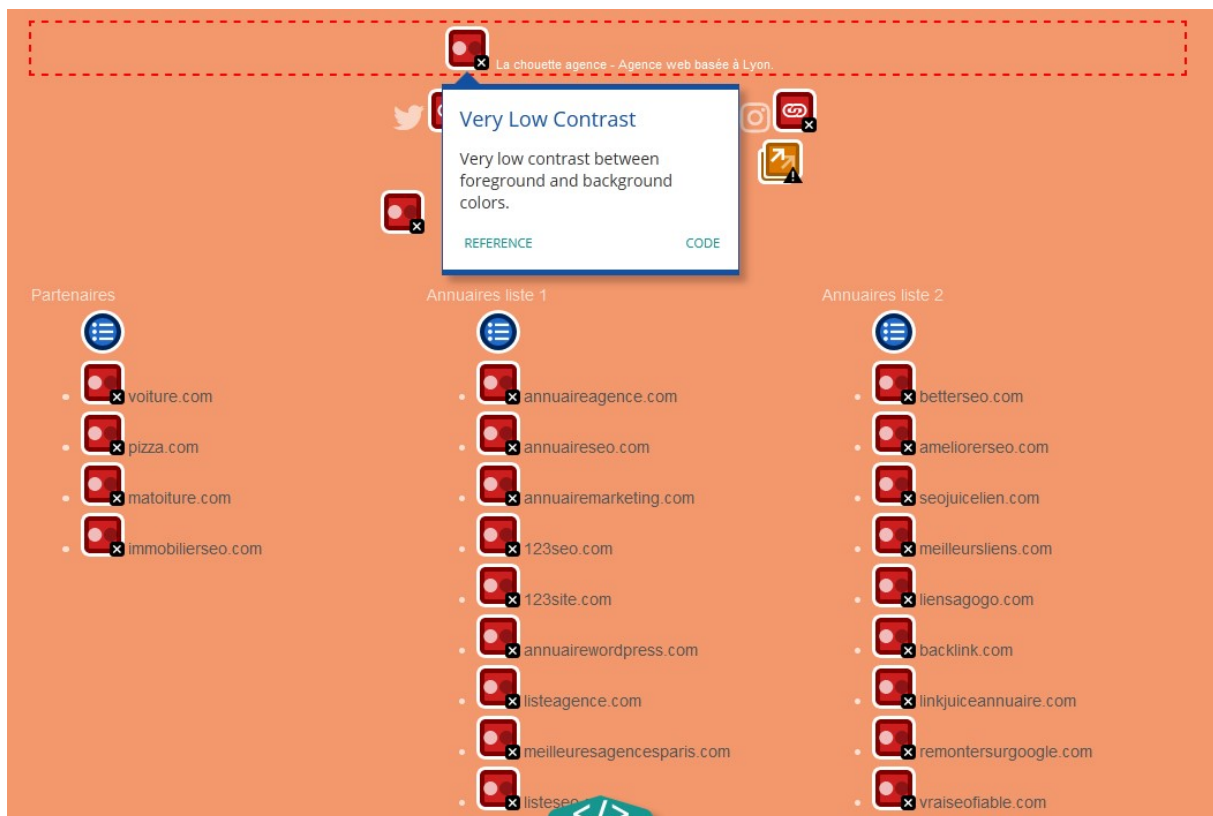 La chouette agence - Agence web basée à Lyon.
Very Low Contrast
Very low contrast between
foreground and background
colors.
REFERENCE
CODE
Partenaires
voiture.com
pizza.com
matoiture.com
immobilierseo.com
Annuaires liste 1
annuaireagence.com
annuaireseo.com
annuairemarketing.com
123seo.com
123site.com
annuairewordpress.com
listeagence.com
meilleuresagencesparis.com
Annuaires liste 2
betterseo.com
ameliorerseo.com
seojuicelien.com
meilleursliens.com
liensagogo.com
backlink.com
linkjuiceannuaire.com
remontersurgoogle.com
vraiseofiable.com